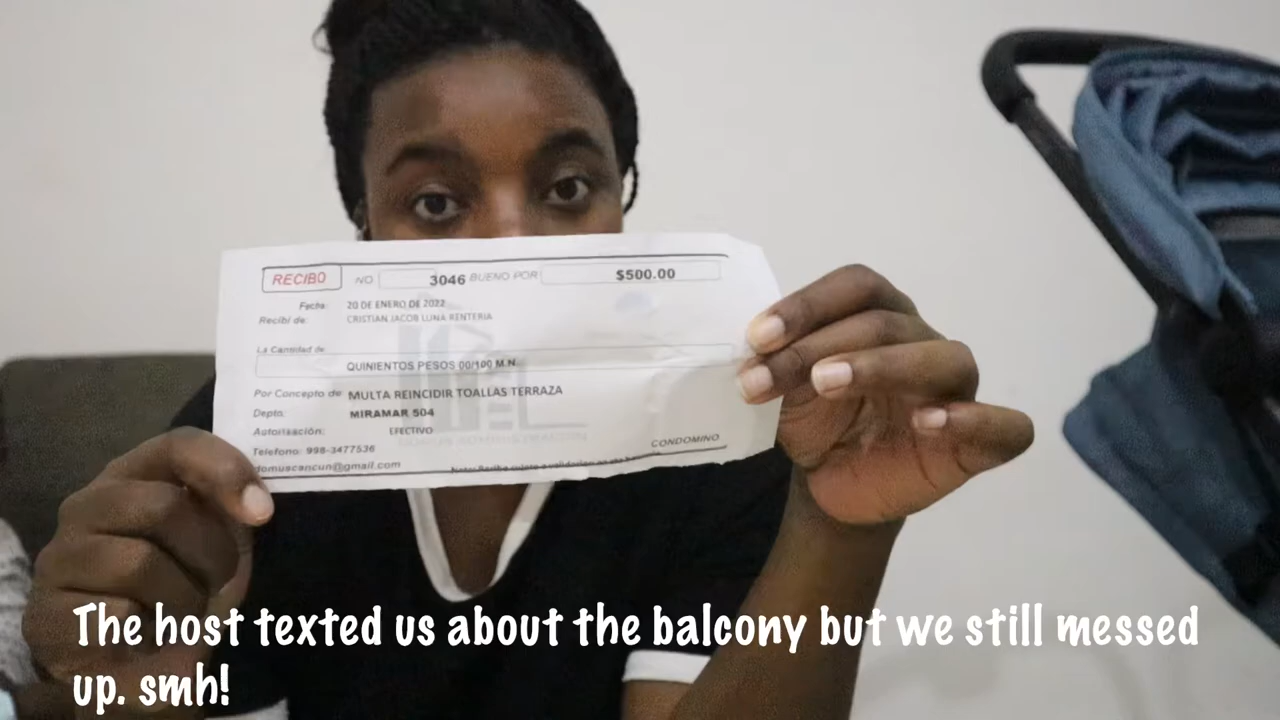 RECIBO NO 3046 BUENO POR $500.00
Fecha: 20 DE ENERO DE 2022
Recibí de: CRISTIAN JACOB LUNA RENTERIA
La Cantidad de:
QUINIENTOS PESOS 00/100 M.N.
Por Concepto de MULTA REINCIDIR TOALLAS TERRAZA
Depto: MIRAMAR 504
Autorización: EFECTIVO
Telefono: 998-3477536
CONDOMINO
domuscancun@gmail.com
The host texted us about the balcony but we still messed
up. smh!